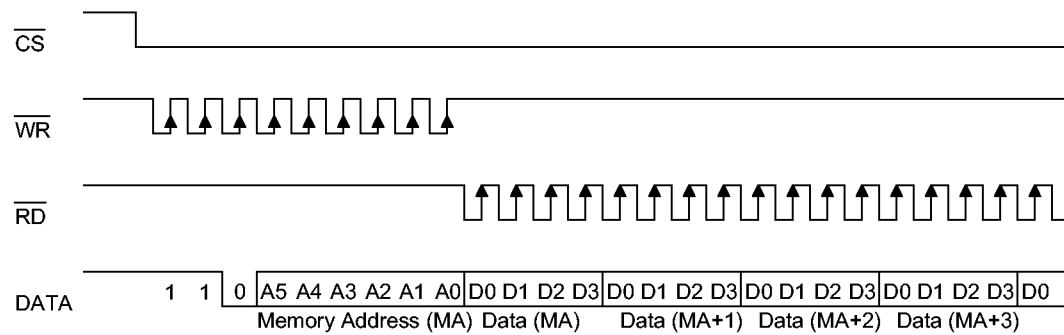 CS
WR
RD
DATA 1 1 0 A5 A4 A3 A2 A1 A0 D0 D1 D2 D3 D0 D1 D2 D3 D0 D1 D2 D3 D0 D1 D2 D3 D0
Memory Address (MA) Data (MA) Data (MA+1) Data (MA+2) Data (MA+3)